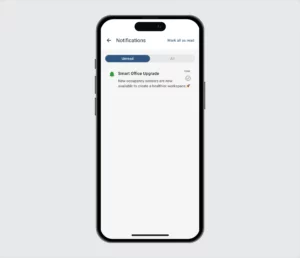 Notifications
Mark all as read
Unread
All
Smart Office Upgrade
New occupancy sensors are now
available to create a healthier workspace🚀